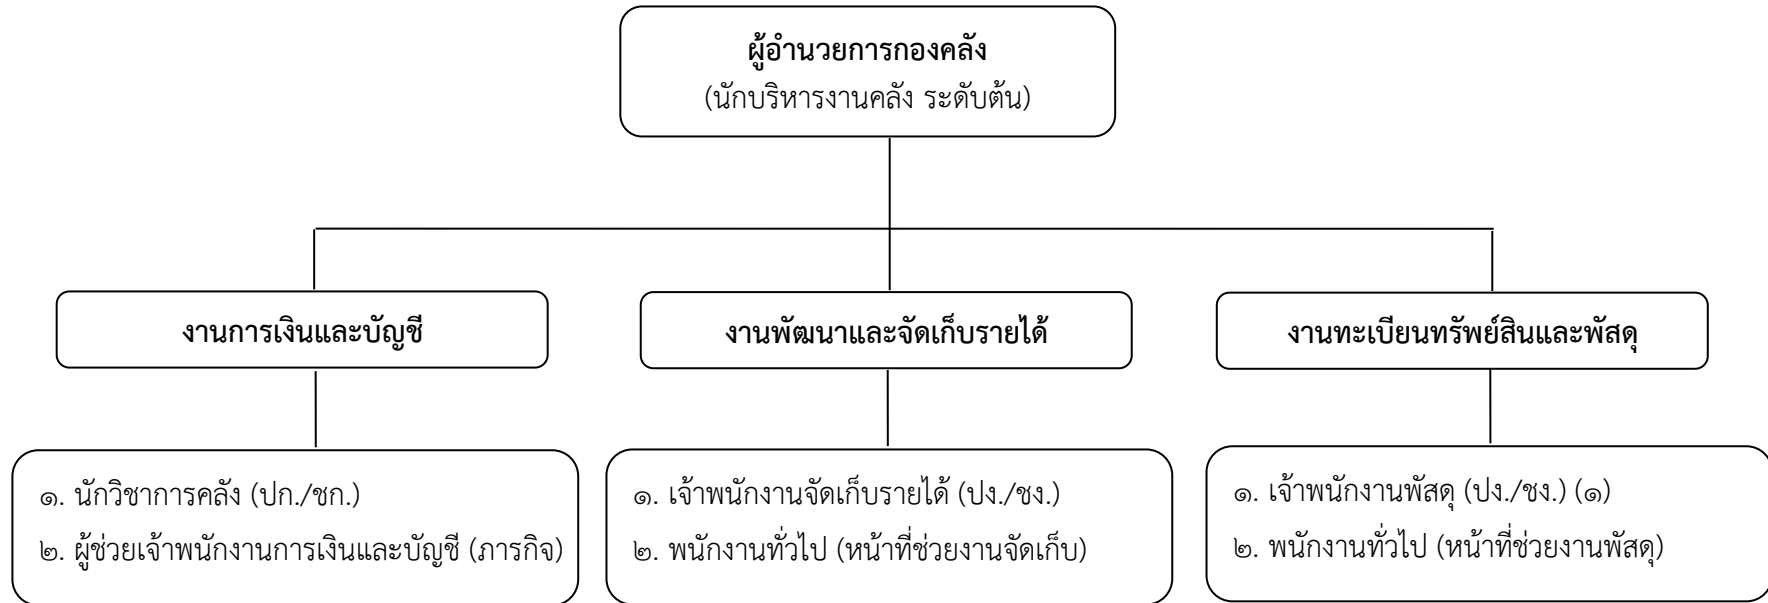 ผู้อำนวยการกองคลัง
(นักบริหารงานคลัง ระดับต้น)
งานการเงินและบัญชี
งานพัฒนาและจัดเก็บรายได้
งานทะเบียนทรัพย์สินและพัสดุ
๑. นักวิชาการคลัง (ปก./ชก.)
๒. ผู้ช่วยเจ้าพนักงานการเงินและบัญชี (ภารกิจ)
๑. เจ้าพนักงานจัดเก็บรายได้ (ปง./ชง.)
๒. พนักงานทั่วไป (หน้าที่ช่วยงานจัดเก็บ)
๑. เจ้าพนักงานพัสดุ (ปง./ชง.) (๑)
๒. พนักงานทั่วไป (หน้าที่ช่วยงานพัสดุ)